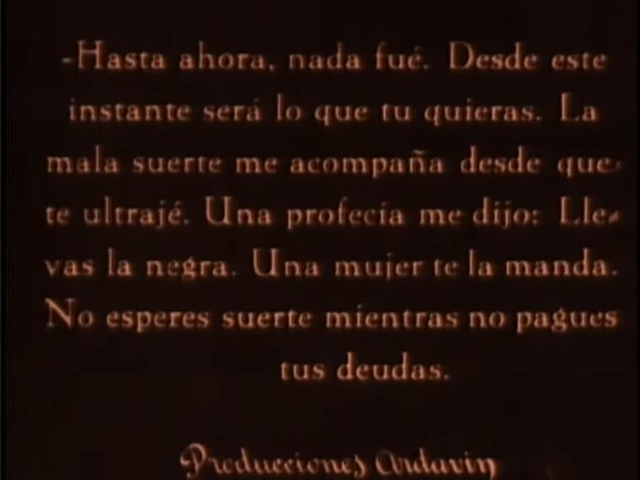 -Hasta ahora, nada fué. Desde este
instante será lo que tu quieras. La
mala suerte me acompaña desde que
te ultrajé. Una profecía me dijo: Lle-
vas la negra. Una mujer te la manda.
No esperes suerte mientras no pagues
tus deudas.
Producciones Ardavin